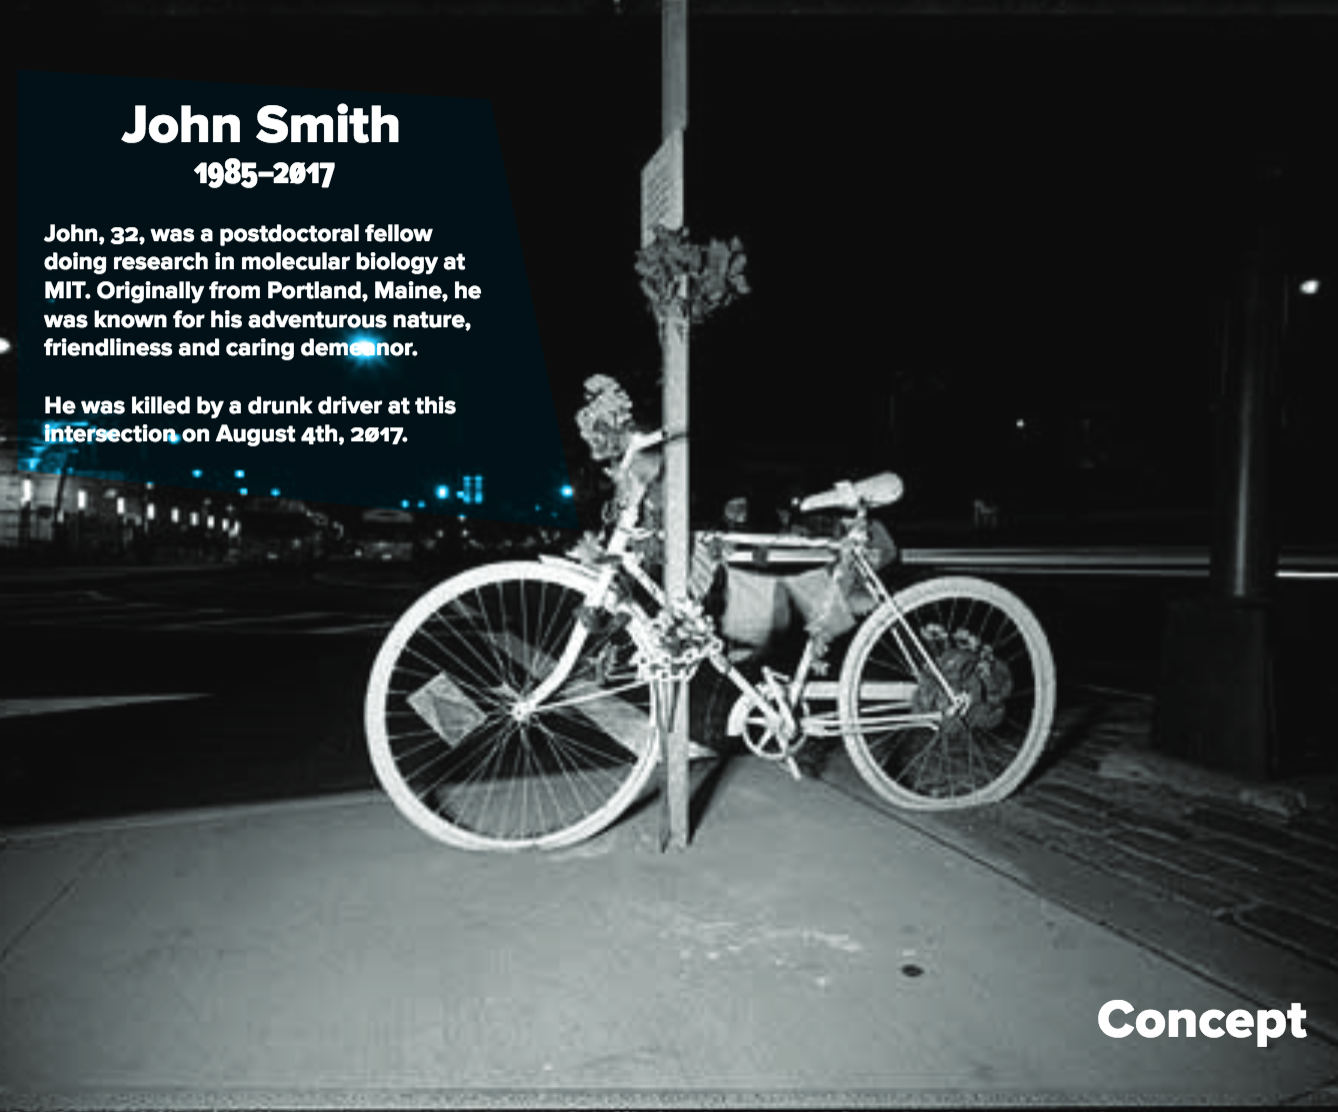 John Smith
1985–2017
John, 32, was a postdoctoral fellow
doing research in molecular biology at
MIT. Originally from Portland, Maine, he
was known for his adventurous nature,
friendliness and caring demeanor.
He was killed by a drunk driver at this
intersection on August 4th, 2017.
Concept